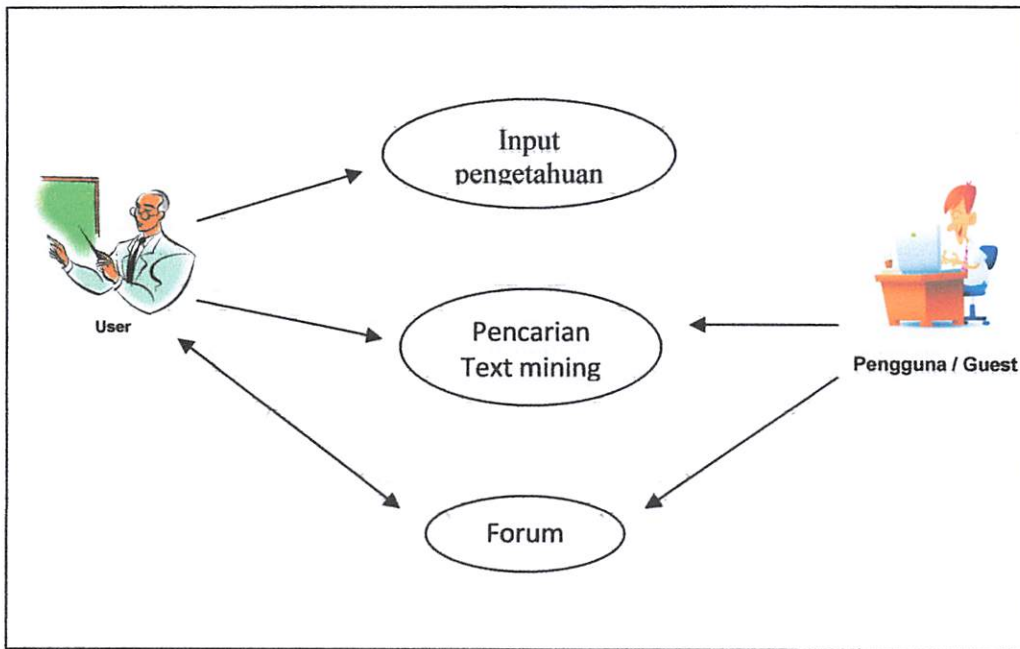 Input
pengetahuan
User
Pencarian
Text mining
Pengguna / Guest
Forum